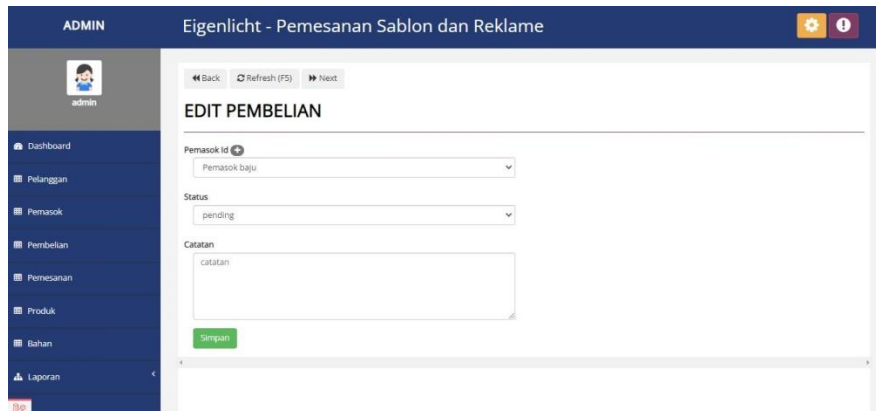 ADMIN
Eigenlicht - Pemesanan Sablon dan Reklame
admin
Dashboard
Pelanggan
Pemasok
Pembelian
Pemesanan
Produk
Bahan
Laporan
Back Refresh (F5) Next
EDIT PEMBELIAN
Pemasok Id
Pemasok baju
Status
pending
Catatan
catatan
Simpan